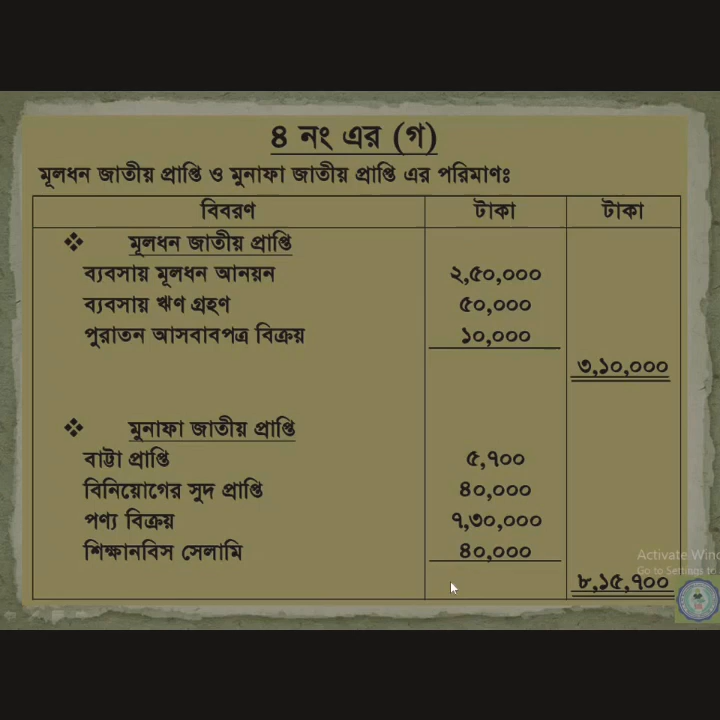 ৪ নং এর (গ)
মূলধন জাতীয় প্রাপ্তি ও মুনাফা জাতীয় প্রাপ্তি এর পরিমাণঃ
বিবরণ টাকা টাকা
❖ মূলধন জাতীয় প্রাপ্তি
ব্যবসায় মূলধন আনয়ন ২,৫০,০০০
ব্যবসায় ঋণ গ্রহণ ৫০,০০০
পুরাতন আসবাবপত্র বিক্রয় ১০,০০০
৩,১০,০০০
❖ মুনাফা জাতীয় প্রাপ্তি
বাট্টা প্রাপ্তি ৫,৭০০
বিনিয়োগের সুদ প্রাপ্তি ৪০,০০০
পণ্য বিক্রয় ৭,৩০,০০০
শিক্ষানবিস সেলামি ৪০,০০০
Activate Wind
Go to Settings to
৮,১৫,৭০০